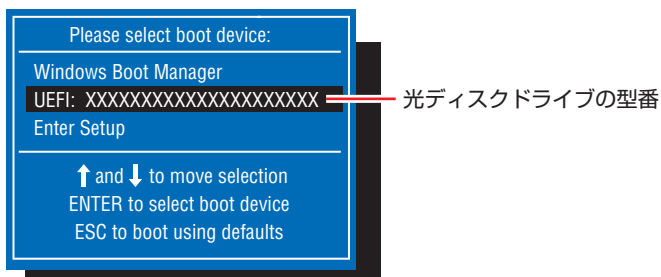 Please select boot device:
Windows Boot Manager
UEFI: XXXXXXXXXXXXXXXXXXXXX
光ディスクドライブの型番
Enter Setup
↑ and ↓ to move selection
ENTER to select boot device
ESC to boot using defaults